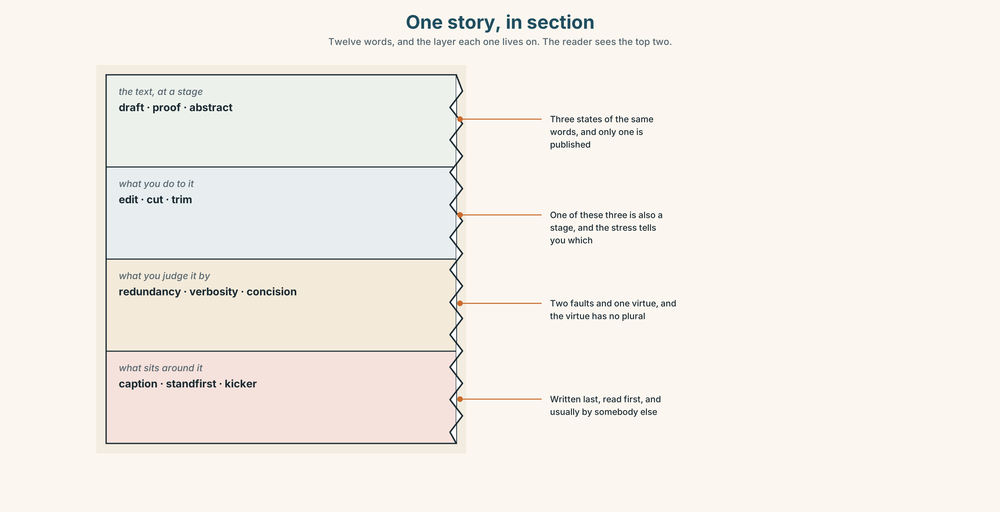 One story, in section
Twelve words, and the layer each one lives on. The reader sees the top two.
the text, at a stage
draft · proof · abstract
Three states of the same
words, and only one is
published
what you do to it
edit · cut · trim
One of these three is also a
stage, and the stress tells
you which
what you judge it by
redundancy · verbosity · concision
Two faults and one virtue, and
the virtue has no plural
what sits around it
caption · standfirst · kicker
Written last, read first, and
usually by somebody else